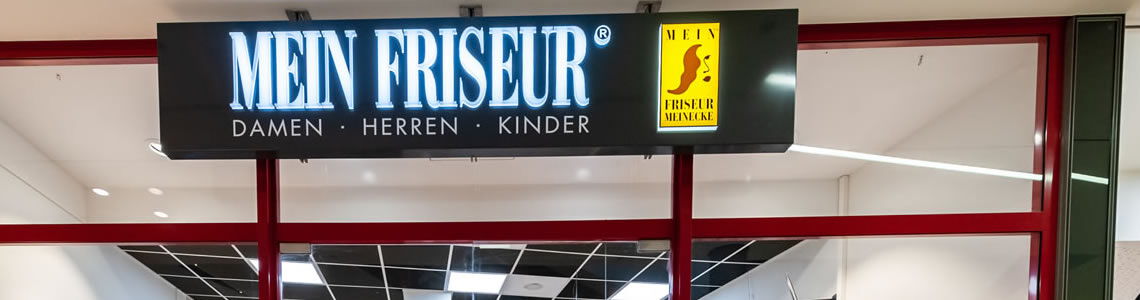 MEIN FRISEUR®
DAMEN · HERREN · KINDER
MEIN
FRISEUR
MEINECKE